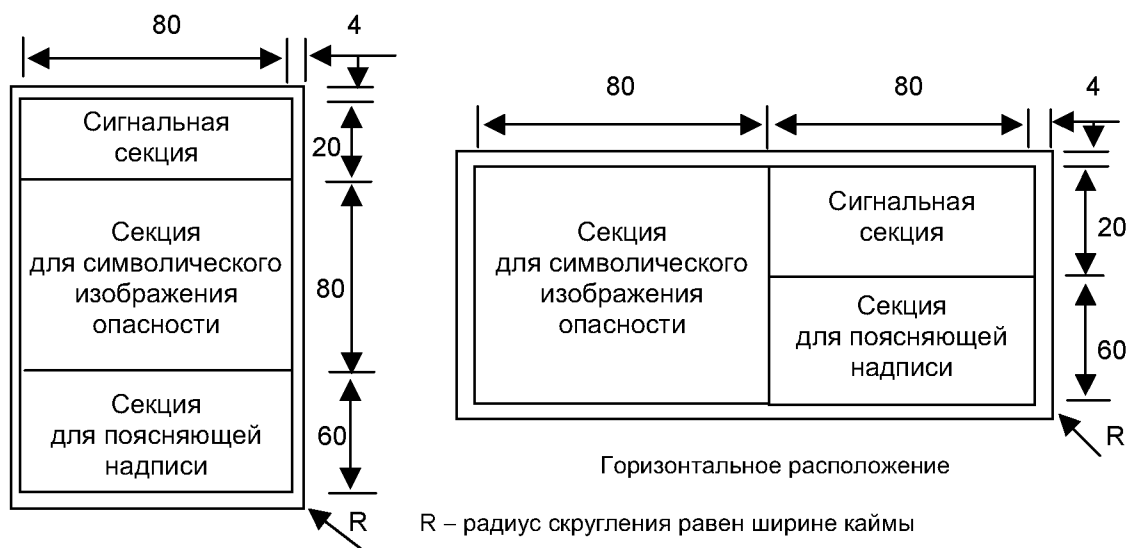 80
4
Сигнальная
секция
20
Секция
для символического
изображения
опасности
80
Секция
для поясняющей
надписи
60
R
80
80
4
Секция
для символического
изображения
опасности
Сигнальная
секция
20
Секция
для поясняющей
надписи
60
R
Горизонтальное расположение
R – радиус скругления равен ширине каймы